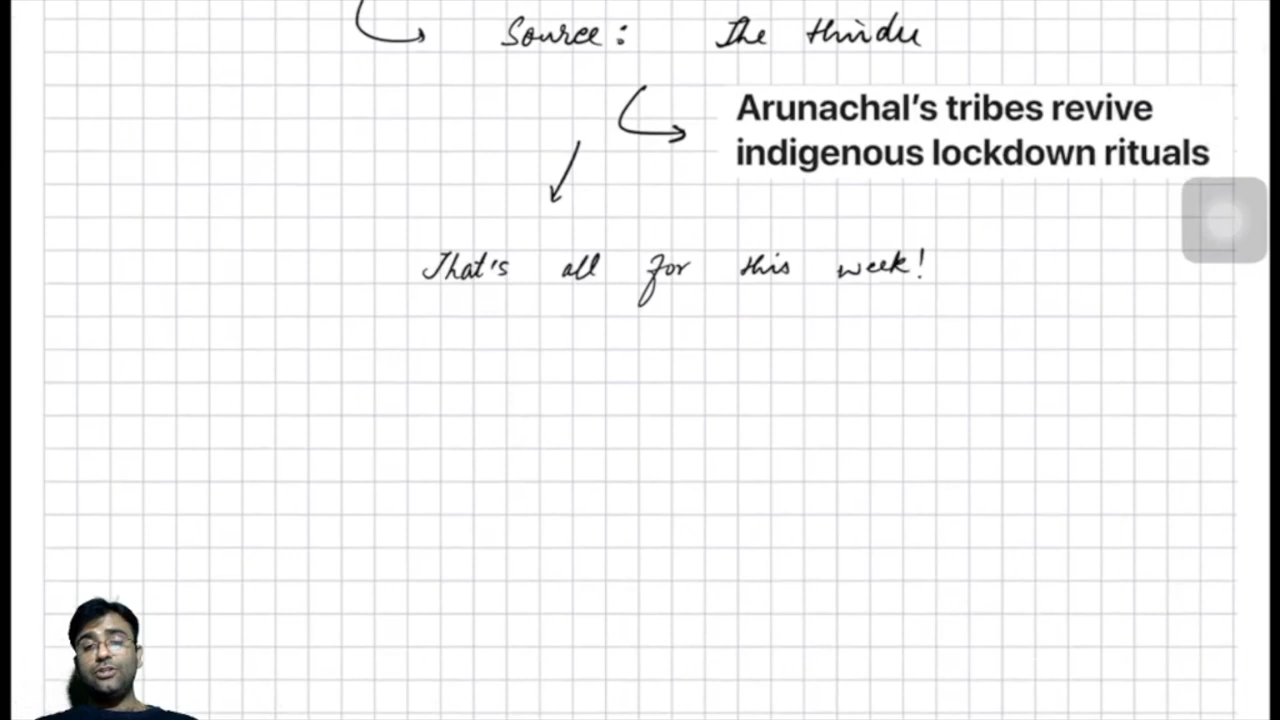 Source: The Hindu
Arunachal's tribes revive
indigenous lockdown rituals
That's all for this week!